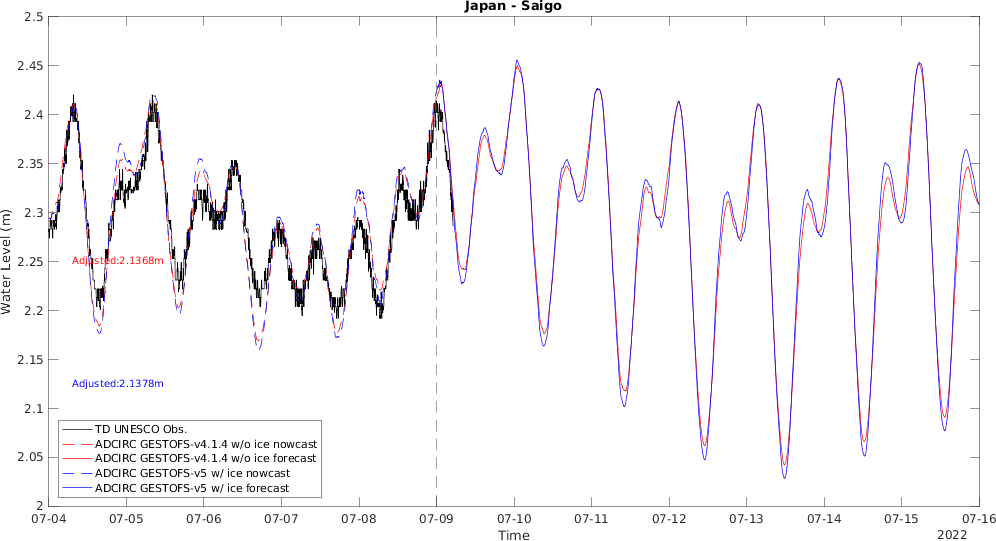 Japan - Saigo
2.5
2.45
2.4
2.35
2.3
2.25
2.2
2.15
2.1
2.05
2
Water Level (m)
Adjusted:2.1368m
Adjusted:2.1378m
TD UNESCO Obs.
ADCIRC GESTOFS-v4.1.4 w/o ice nowcast
ADCIRC GESTOFS-v4.1.4 w/o ice forecast
ADCIRC GESTOFS-v5 w/ ice nowcast
ADCIRC GESTOFS-v5 w/ ice forecast
07-04 07-05 07-06 07-07 07-08 07-09 07-10 07-11 07-12 07-13 07-14 07-15 07-16
Time
2022